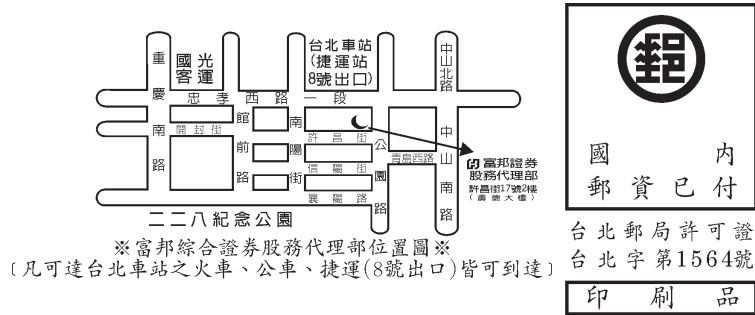 國光
客運
台北車站
(捷運站
8號出口)
中山北路
重慶南路
忠孝西路一段
館前路
南陽街
開封街
許昌街
公園路
中山南路
青島西路
信陽街
襄陽路
富邦證券
股務代理部
許昌街17號2樓
(壽德大樓)
二二八紀念公園
※富邦綜合證券股務代理部位置圖※
〔凡可達台北車站之火車、公車、捷運(8號出口)皆可到達〕
郵
國內
郵資已付
台北郵局許可證
台北字第1564號
印刷品